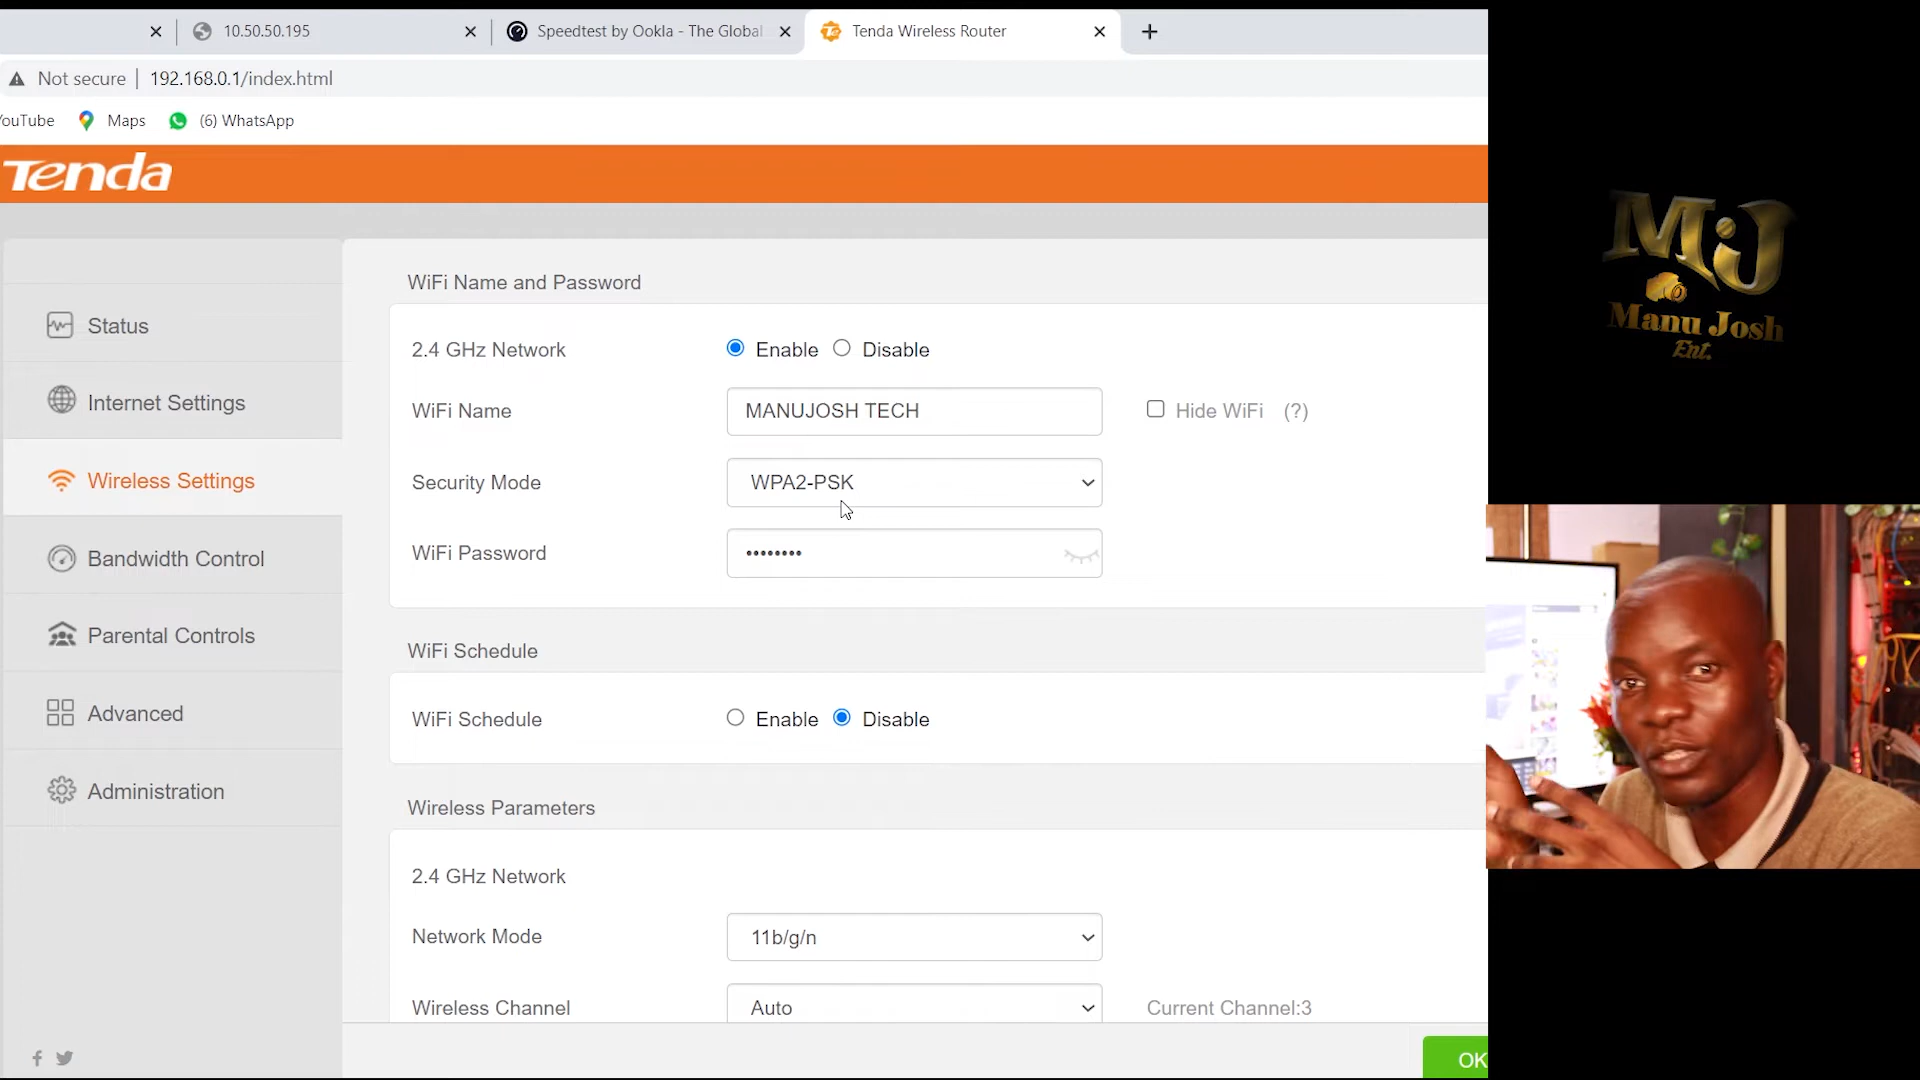 10.50.50.195
Speedtest by Ookla - The Global
Tenda Wireless Router
Not secure
192.168.0.1/index.html
YouTube
Maps
(6) WhatsApp
Tenda
Status
Internet Settings
Wireless Settings
Bandwidth Control
Parental Controls
Advanced
Administration
WiFi Name and Password
2.4 GHz Network
Enable
Disable
WiFi Name
MANUJOSH TECH
Hide WiFi
(?)
Security Mode
WPA2-PSK
WiFi Password
••••••••
WiFi Schedule
WiFi Schedule
Enable
Disable
Wireless Parameters
2.4 GHz Network
Network Mode
11b/g/n
Wireless Channel
Auto
Current Channel:3
OK
MJ
Manu Josh
Ent.